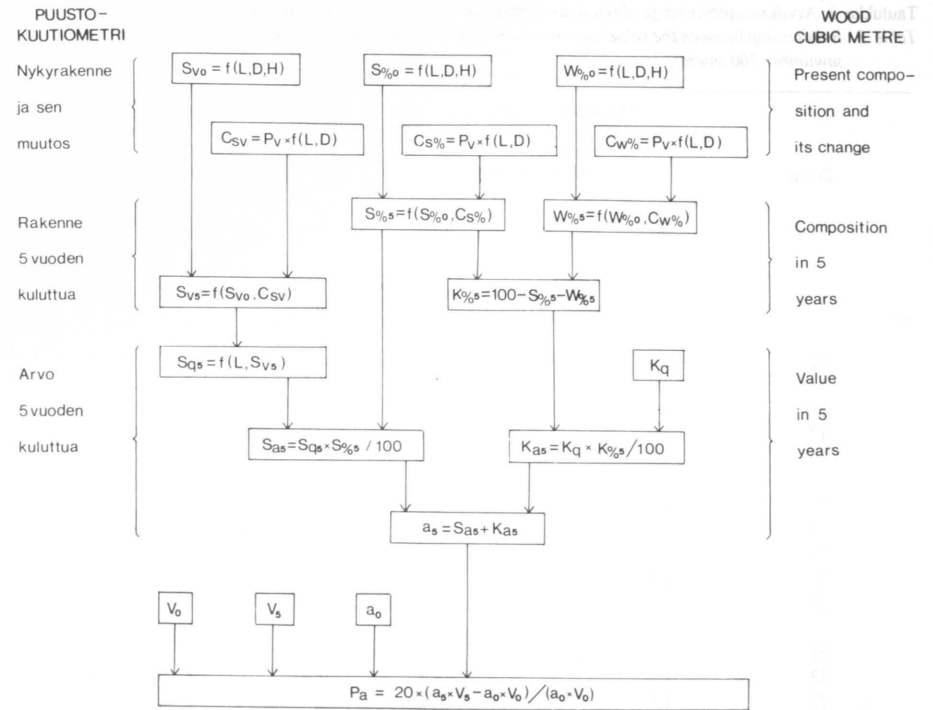 PUUSTO-
KUUTIOMETRI
WOOD
CUBIC METRE
Nykyrakenne
ja sen
muutos
Sv0 = f(L,D,H)
S%0 = f(L,D,H)
W%0 = f(L,D,H)
Present compo-
sition and
its change
CSV = PV × f(L,D)
CS% = PV × f(L,D)
CW% = PV × f(L,D)
Rakenne
5 vuoden
kuluttua
S%5 = f(S%0, CS%)
W%5 = f(W%0, CW%)
Composition
in 5
years
SV5 = f(SV0, CSV)
K%5 = 100 - S%5 - W%5
Arvo
5 vuoden
kuluttua
Sq5 = f(L, SV5)
Kq
Value
in 5
years
Sa5 = Sq5 × S%5 / 100
Ka5 = Kq × K%5 / 100
a5 = Sa5 + Ka5
V0
V5
a0
Pa = 20 × (a5 × V5 - a0 × V0) / (a0 × V0)